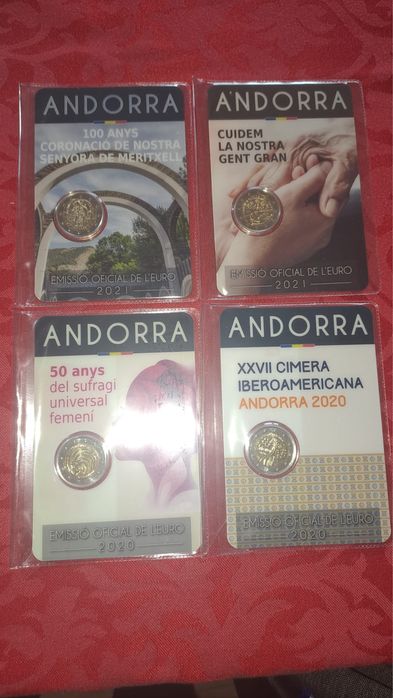 ANDORRA
100 ANYS
CORONACIÓ DE NOSTRA
SENYORA DE MERITXELL
EMISSIÓ OFICIAL DE L'EURO
2021
ANDORRA
CUIDEM
LA NOSTRA
GENT GRAN
EMISSIÓ OFICIAL DE L'EURO
2021
ANDORRA
50 anys
del sufragi
universal
femení
EMISSIÓ OFICIAL DE L'EURO
2020
ANDORRA
XXVII CIMERA
IBEROAMERICANA
ANDORRA 2020
EMISSIÓ OFICIAL DE L'EURO
2020